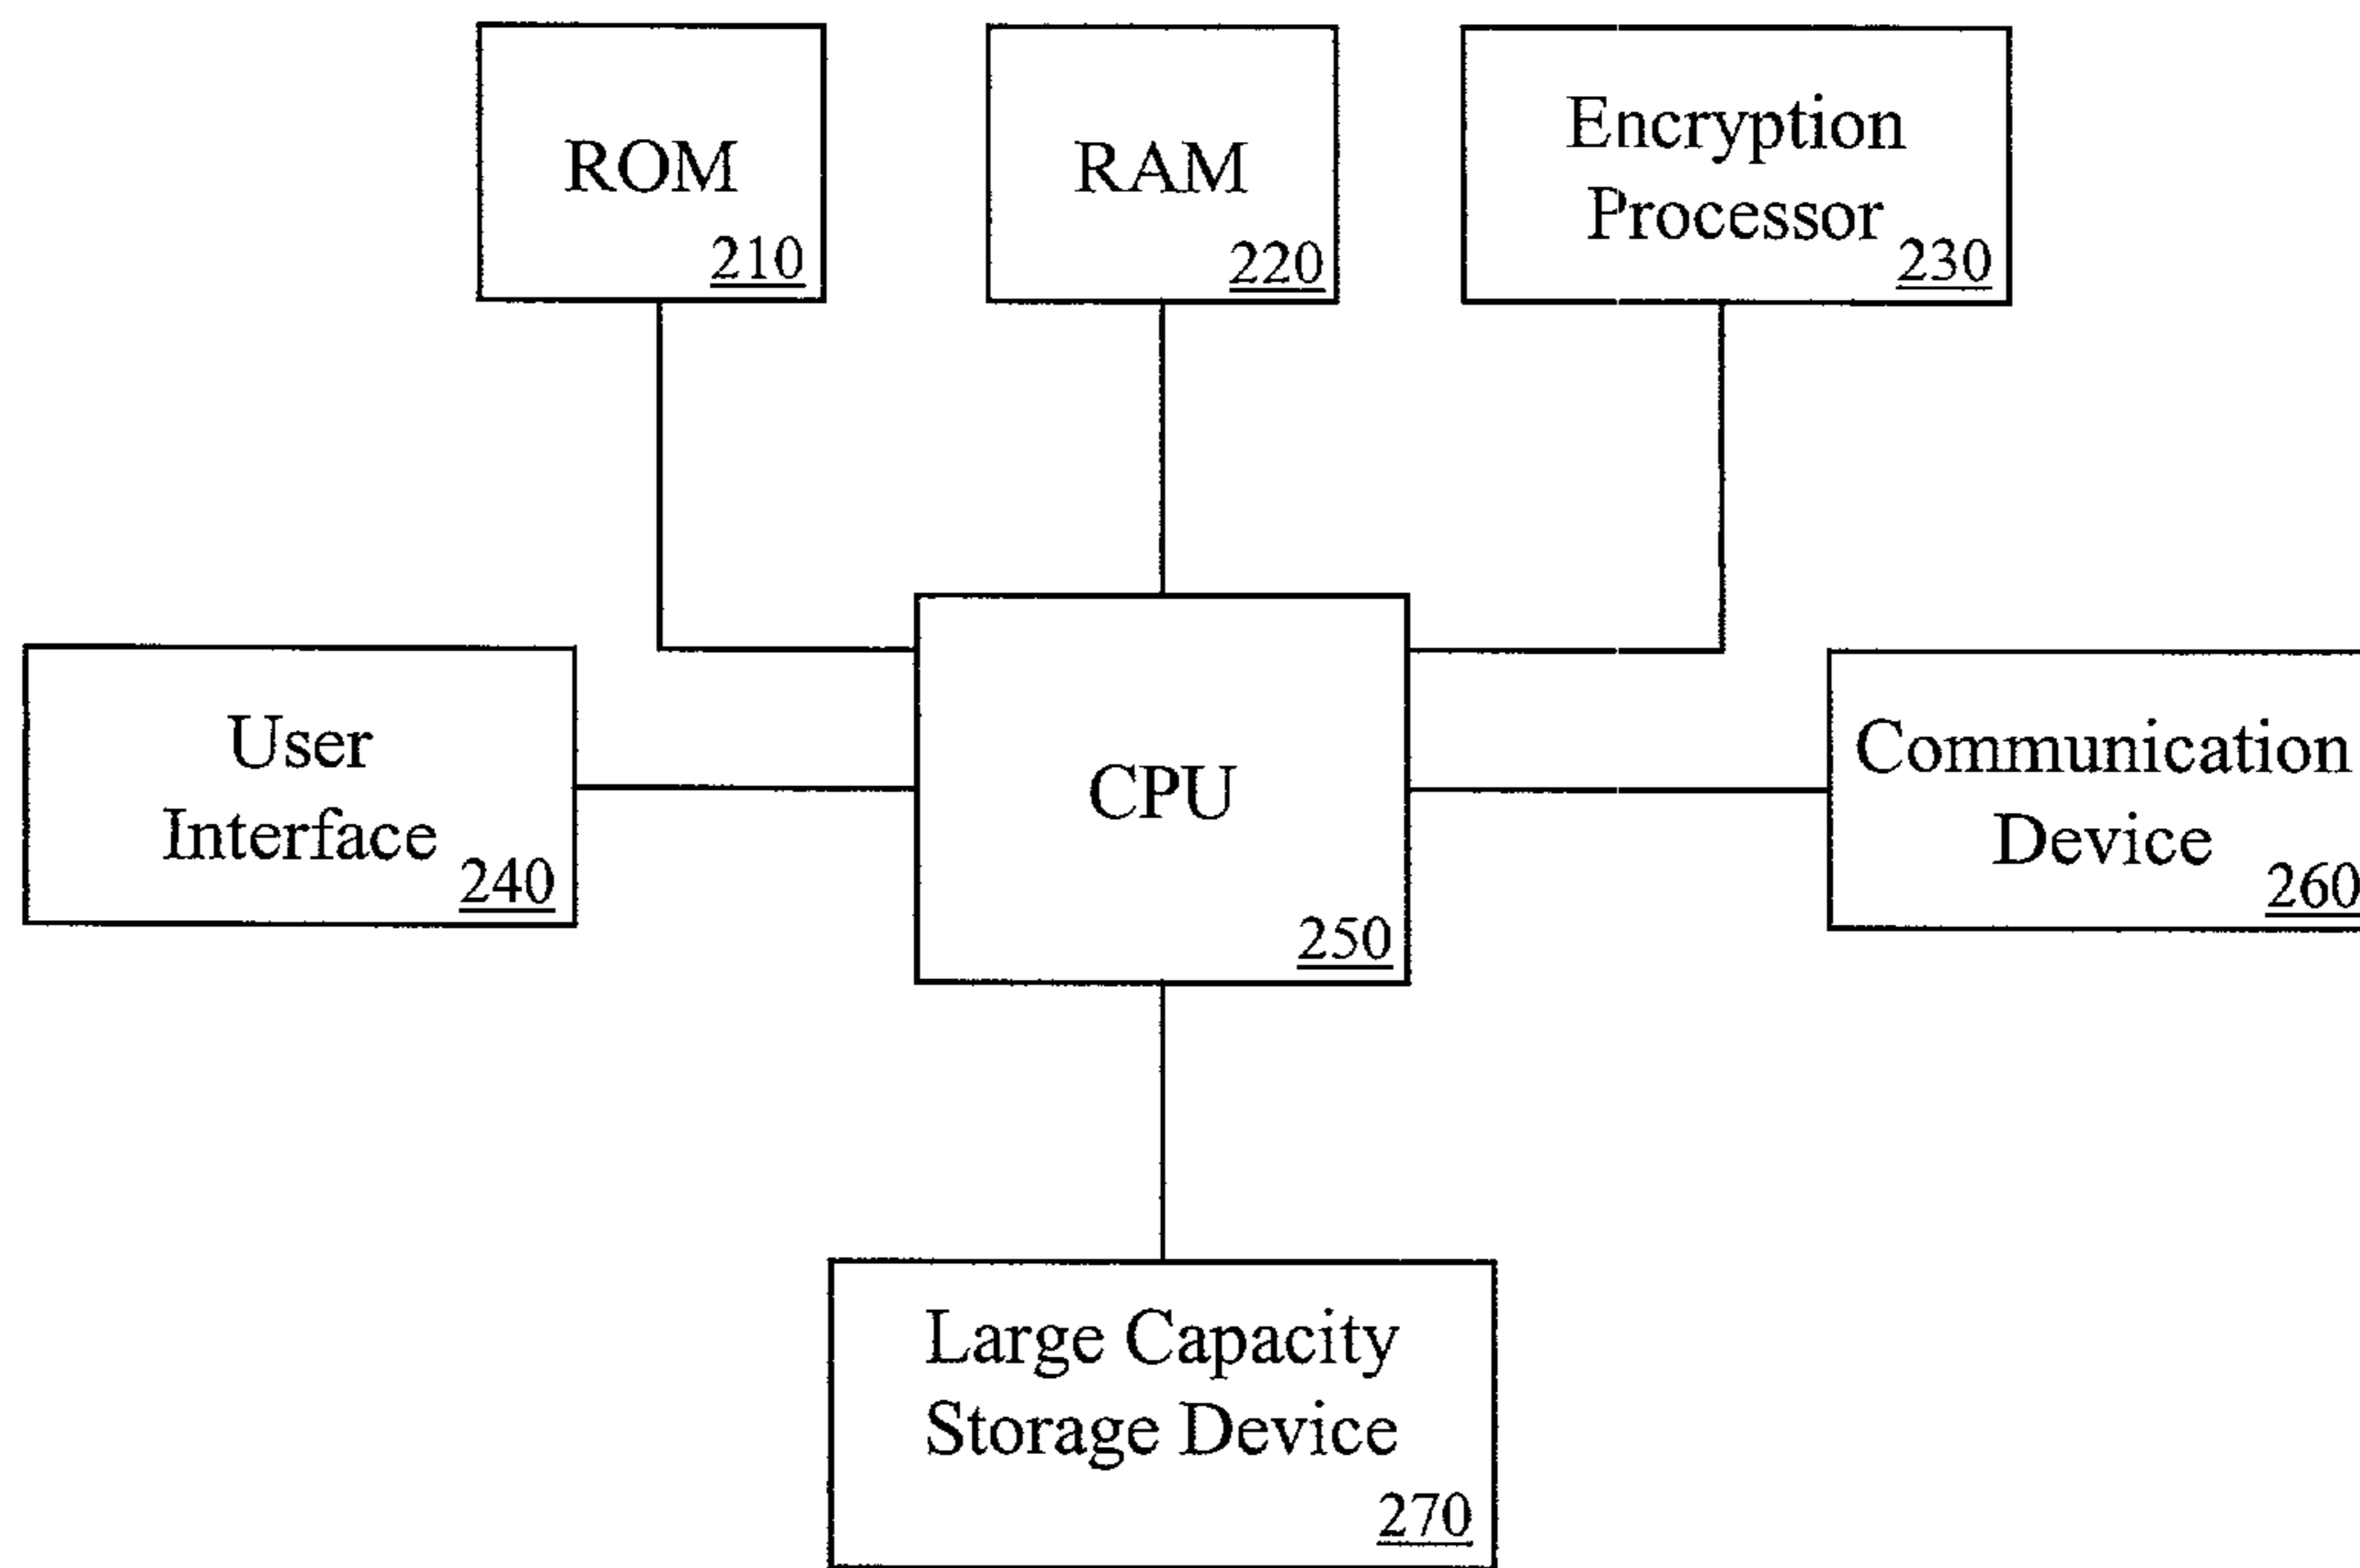 ROM
210
RAM
220
Encryption
Processor
230
User
Interface
240
CPU
250
Communication
Device
260
Large Capacity
Storage Device
270